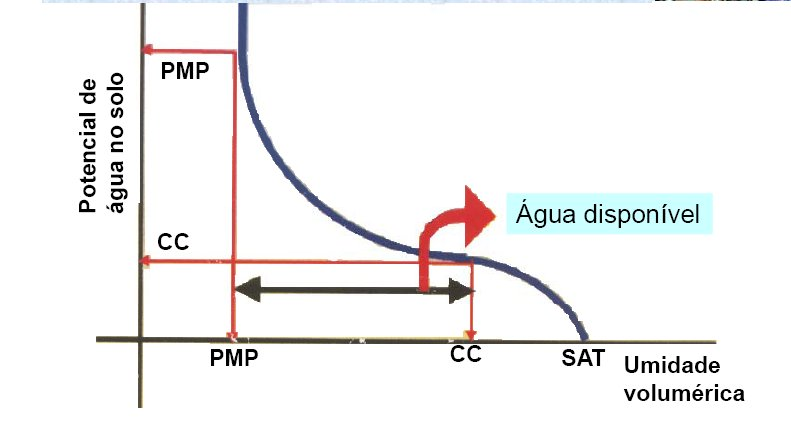 PMP
Potencial de
água no solo
Água disponível
CC
PMP
CC
SAT
Umidade
volumérica